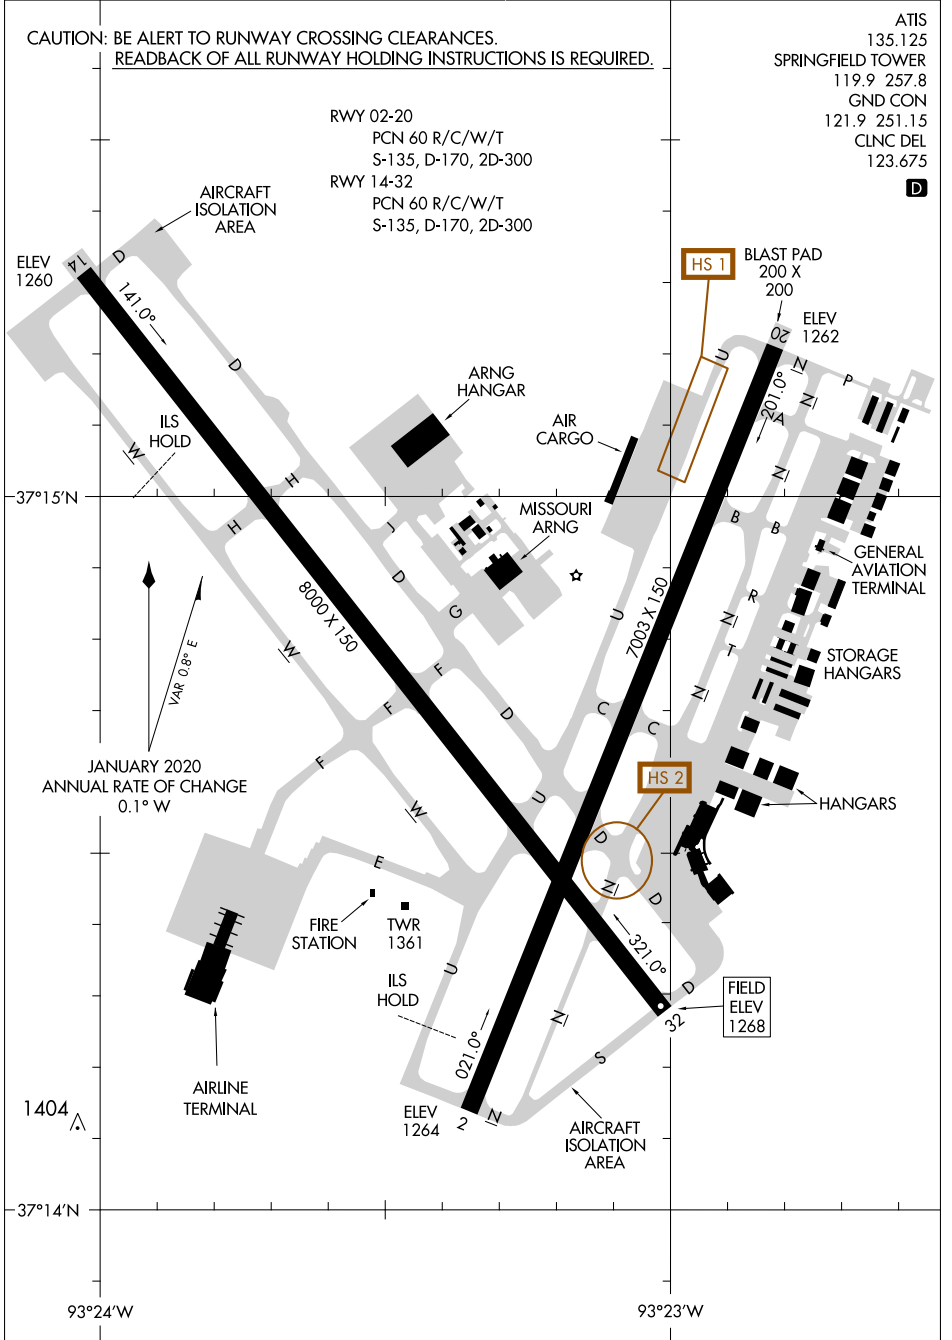 CAUTION: BE ALERT TO RUNWAY CROSSING CLEARANCES.
READBACK OF ALL RUNWAY HOLDING INSTRUCTIONS IS REQUIRED.
ATIS
135.125
SPRINGFIELD TOWER
119.9 257.8
GND CON
121.9 251.15
CLNC DEL
123.675
D
RWY 02-20
PCN 60 R/C/W/T
S-135, D-170, 2D-300
RWY 14-32
PCN 60 R/C/W/T
S-135, D-170, 2D-300
AIRCRAFT
ISOLATION
AREA
ELEV
1260
14
D
141.0°
D
HS 1
BLAST PAD
200 X
200
ELEV
1262
20
U
N
P
N
A
201.0°
ARNG
HANGAR
AIR
CARGO
ILS
HOLD
W
H
H
J
N
B
B
37°15'N
MISSOURI
ARNG
GENERAL
AVIATION
TERMINAL
8000 X 150
7003 X 150
D
G
U
R
N
T
N
W
F
F
F
D
C
C
STORAGE
HANGARS
VAR 0.8° E
JANUARY 2020
ANNUAL RATE OF CHANGE
0.1° W
HS 2
HANGARS
W
U
D
E
N
D
FIRE
STATION
TWR
1361
U
321.0°
ILS
HOLD
D
FIELD
ELEV
1268
32
N
S
021.0°
AIRLINE
TERMINAL
1404
ELEV
1264
2
N
AIRCRAFT
ISOLATION
AREA
37°14'N
93°24'W
93°23'W